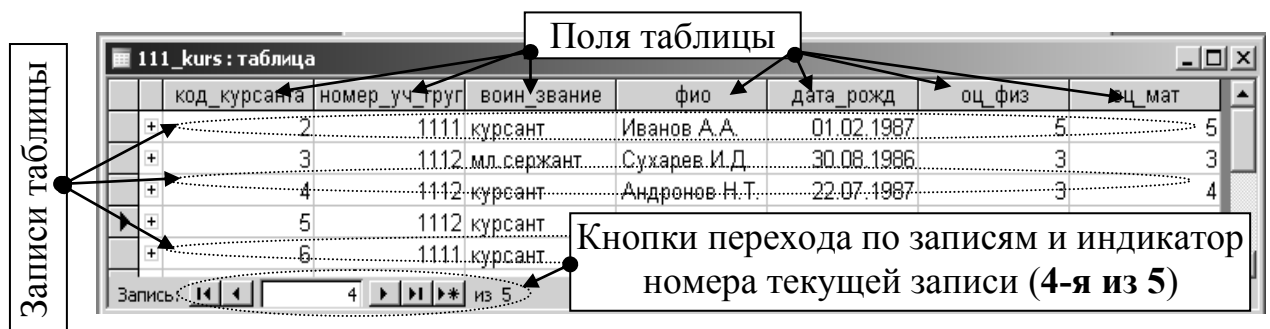 Поля таблицы
Записи таблицы
111_kurs : таблица
код_курсанта номер_уч_груг воин_звание фио дата_рожд оц_физ оц_мат
2 1111 курсант Иванов А.А. 01.02.1987 5 5
3 1112 мл.сержант Сухарев И.Д. 30.08.1986 3 3
4 1112 курсант Андронов Н.Т. 22.07.1987 3 4
5 1112 курсант
6 1111 курсант
Кнопки перехода по записям и индикатор
номера текущей записи (4-я из 5)
Запись: 4 из 5